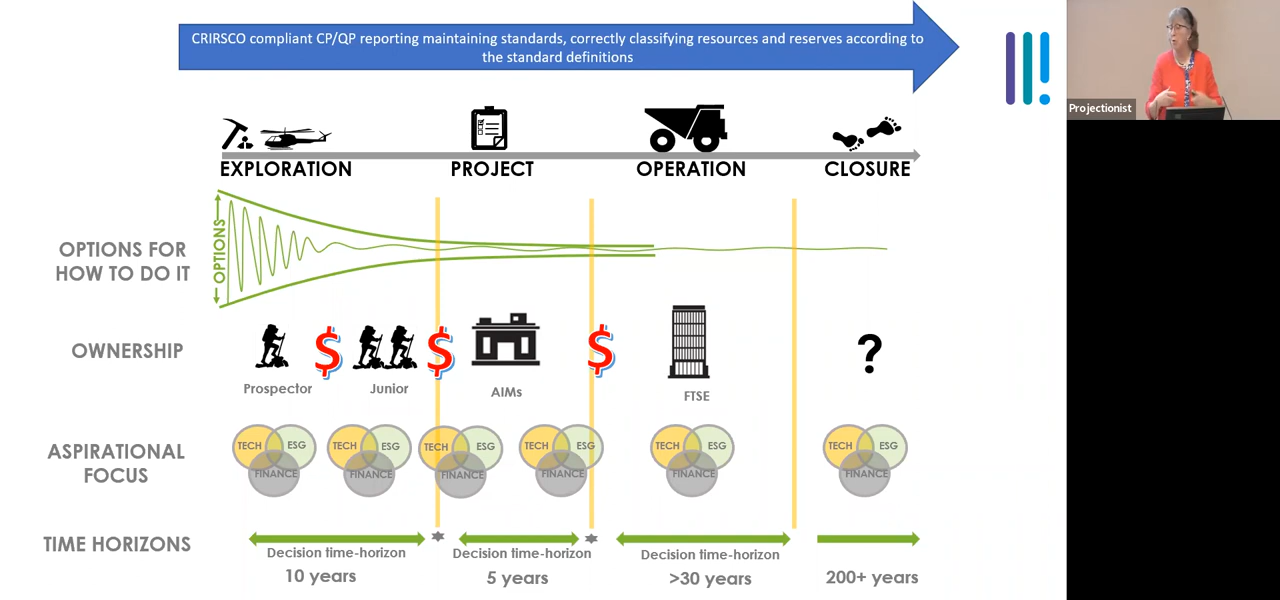 CRIRSCO compliant CP/QP reporting maintaining standards, correctly classifying resources and reserves according to
the standard definitions
Projectionist
EXPLORATION
PROJECT
OPERATION
CLOSURE
OPTIONS FOR
HOW TO DO IT
OPTIONS
OWNERSHIP
$
$
$
?
Prospector
Junior
AIMs
FTSE
ASPIRATIONAL
FOCUS
TECH
ESG
FINANCE
TECH
ESG
FINANCE
TECH
ESG
FINANCE
TECH
ESG
FINANCE
TECH
ESG
FINANCE
TECH
ESG
FINANCE
TIME HORIZONS
Decision time-horizon
10 years
Decision time-horizon
5 years
Decision time-horizon
>30 years
200+ years